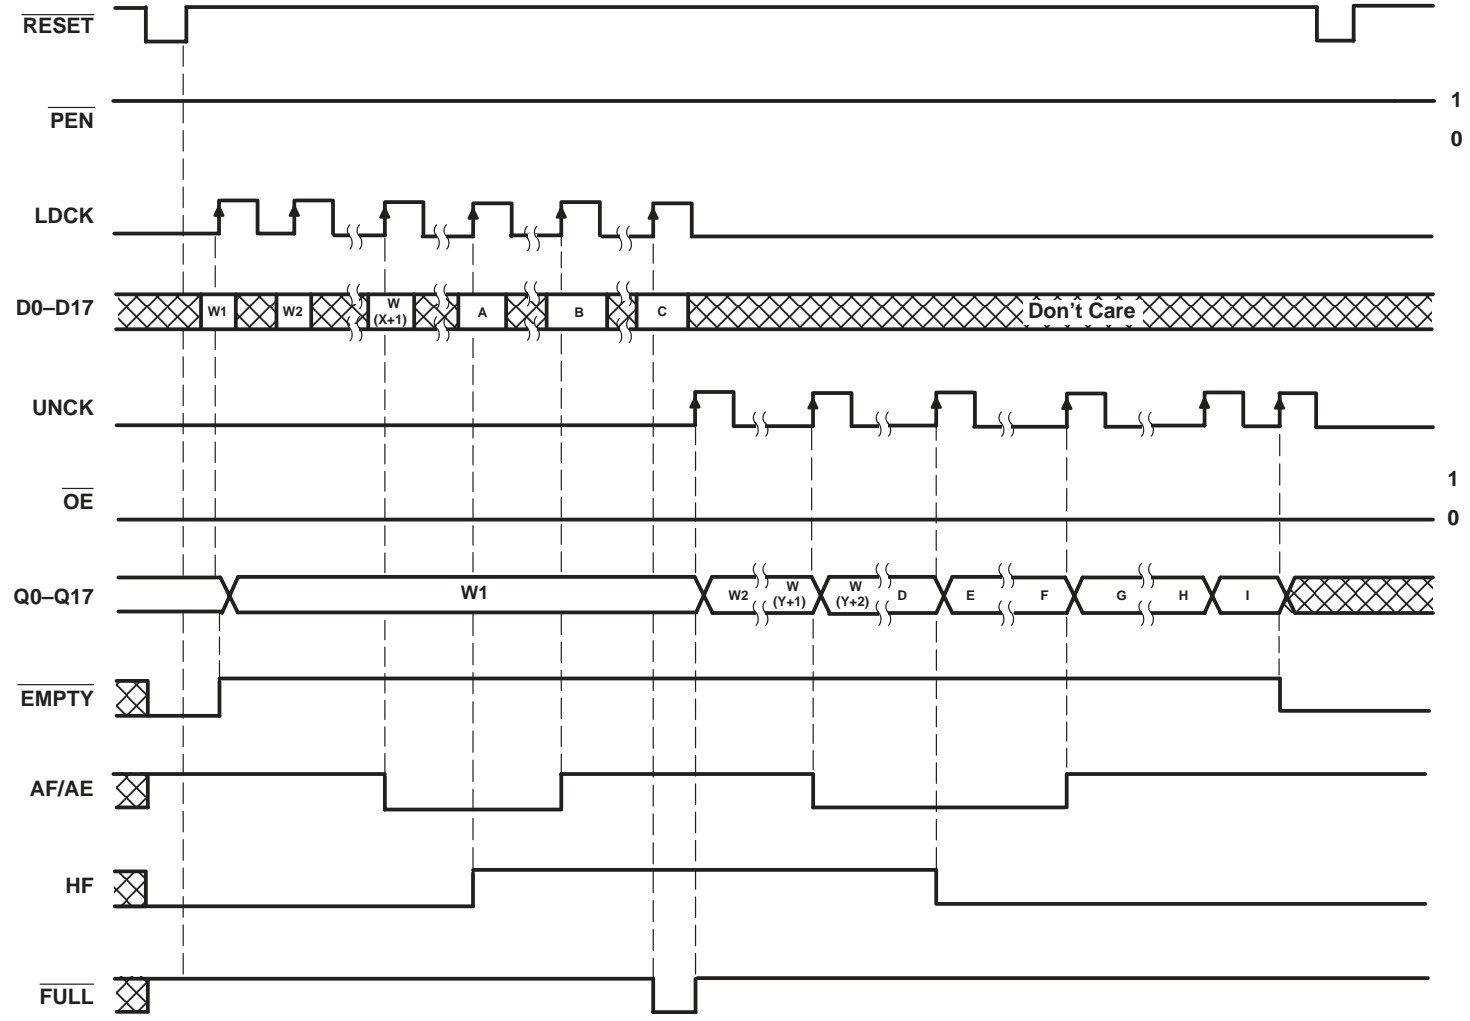 RESET
PEN
1
0
LDCK
D0–D17
W1
W2
W
(X+1)
A
B
C
Don't Care
UNCK
OE
1
0
Q0–Q17
W1
W2
W
(Y+1)
W
(Y+2)
D
E
F
G
H
I
EMPTY
AF/AE
HF
FULL